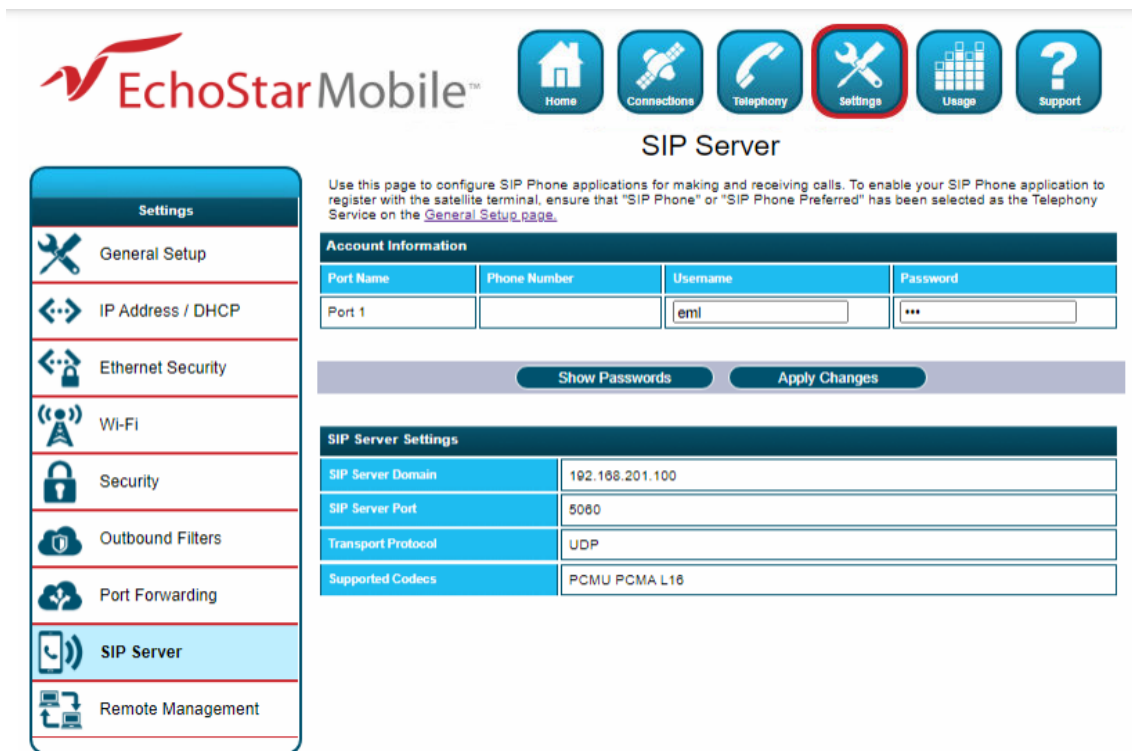 EchoStar Mobile™
Home
Connections
Telephony
Settings
Usage
Support
SIP Server
Use this page to configure SIP Phone applications for making and receiving calls. To enable your SIP Phone application to
register with the satellite terminal, ensure that "SIP Phone" or "SIP Phone Preferred" has been selected as the Telephony
Service on the General Setup page.
Settings
General Setup
IP Address / DHCP
Ethernet Security
Wi-Fi
Security
Outbound Filters
Port Forwarding
SIP Server
Remote Management
Account Information
Port Name Phone Number Username Password
Port 1 eml •••
Show Passwords Apply Changes
SIP Server Settings
SIP Server Domain 192.168.201.100
SIP Server Port 5060
Transport Protocol UDP
Supported Codecs PCMU PCMA L16